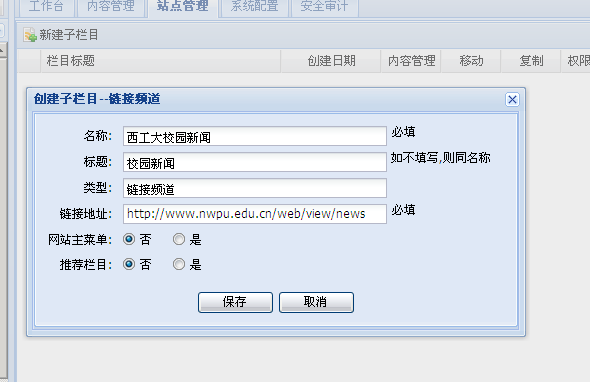 工作台 内容管理 站点管理 系统配置 安全审计
新建子栏目
栏目标题 创建日期 内容管理 移动 复制 权限
创建子栏目--链接频道
名称: 西工大校园新闻 必填
标题: 校园新闻 如不填写,则同名称
类型: 链接频道
链接地址: http://www.nwpu.edu.cn/web/view/news 必填
网站主菜单: 否 是
推荐栏目: 否 是
保存 取消